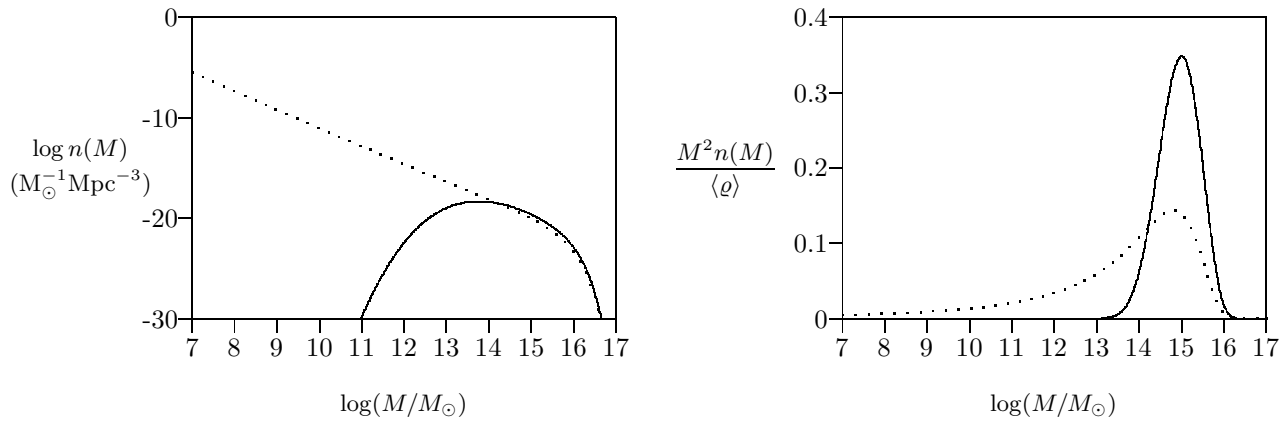 0
-10
-20
-30
log n(M)
(M⊙⁻¹Mpc⁻³)
7 8 9 10 11 12 13 14 15 16 17
log(M/M⊙)
0.4
0.3
0.2
0.1
0
M²n(M)
⟨ϱ⟩
7 8 9 10 11 12 13 14 15 16 17
log(M/M⊙)